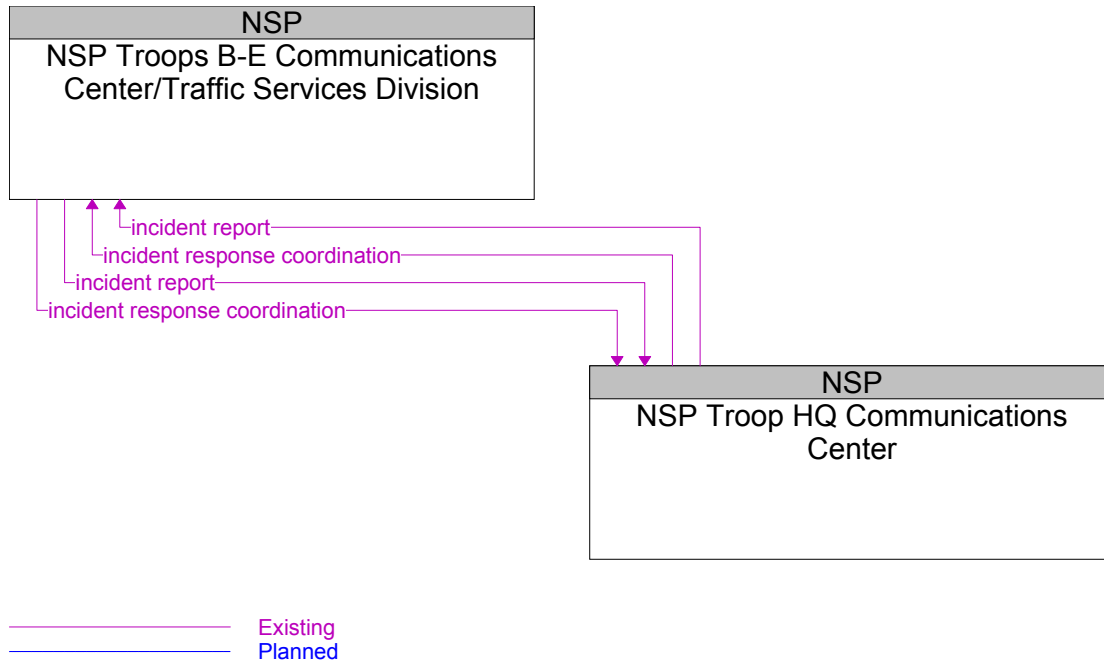 NSP
NSP Troops B-E Communications
Center/Traffic Services Division
incident report
incident response coordination
incident report
incident response coordination
NSP
NSP Troop HQ Communications
Center
Existing
Planned